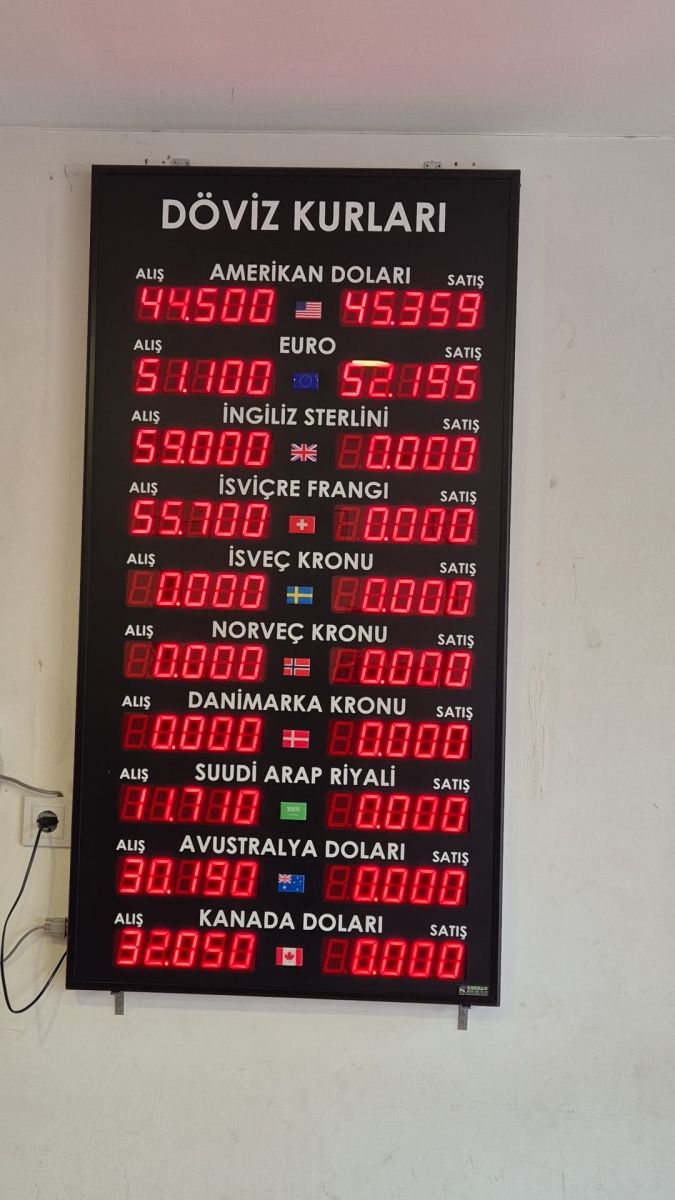 DÖVİZ KURLARI
ALIŞ AMERİKAN DOLARI SATIŞ
44.500 45.359
ALIŞ EURO SATIŞ
51.100 52.195
ALIŞ İNGİLİZ STERLİNİ SATIŞ
59.000 0.000
ALIŞ İSVİÇRE FRANGI SATIŞ
55.700 0.000
ALIŞ İSVEÇ KRONU SATIŞ
0.000 0.000
ALIŞ NORVEÇ KRONU SATIŞ
0.000 0.000
ALIŞ DANİMARKA KRONU SATIŞ
0.000 0.000
ALIŞ SUUDİ ARAP RİYALİ SATIŞ
11.710 0.000
ALIŞ AVUSTRALYA DOLARI SATIŞ
30.190 0.000
ALIŞ KANADA DOLARI SATIŞ
32.050 0.000